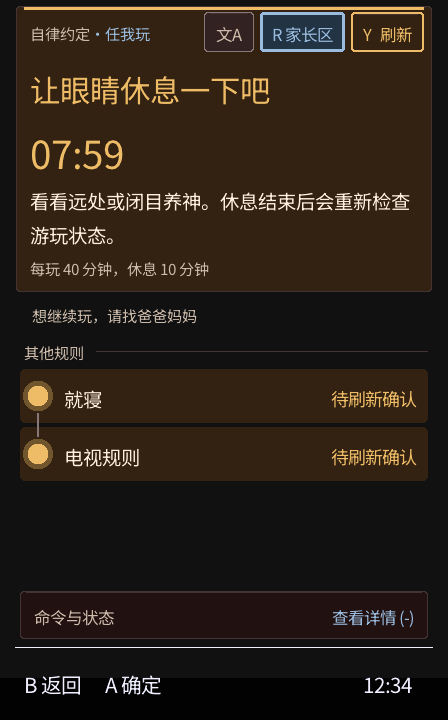 自律约定・任我玩
文A
R 家长区
Y 刷新
让眼睛休息一下吧
07:59
看看远处或闭目养神。休息结束后会重新检查
游玩状态。
每玩 40 分钟，休息 10 分钟
想继续玩，请找爸爸妈妈
其他规则
就寝 待刷新确认
电视规则 待刷新确认
命令与状态 查看详情 (-)
B 返回 A 确定 12:34